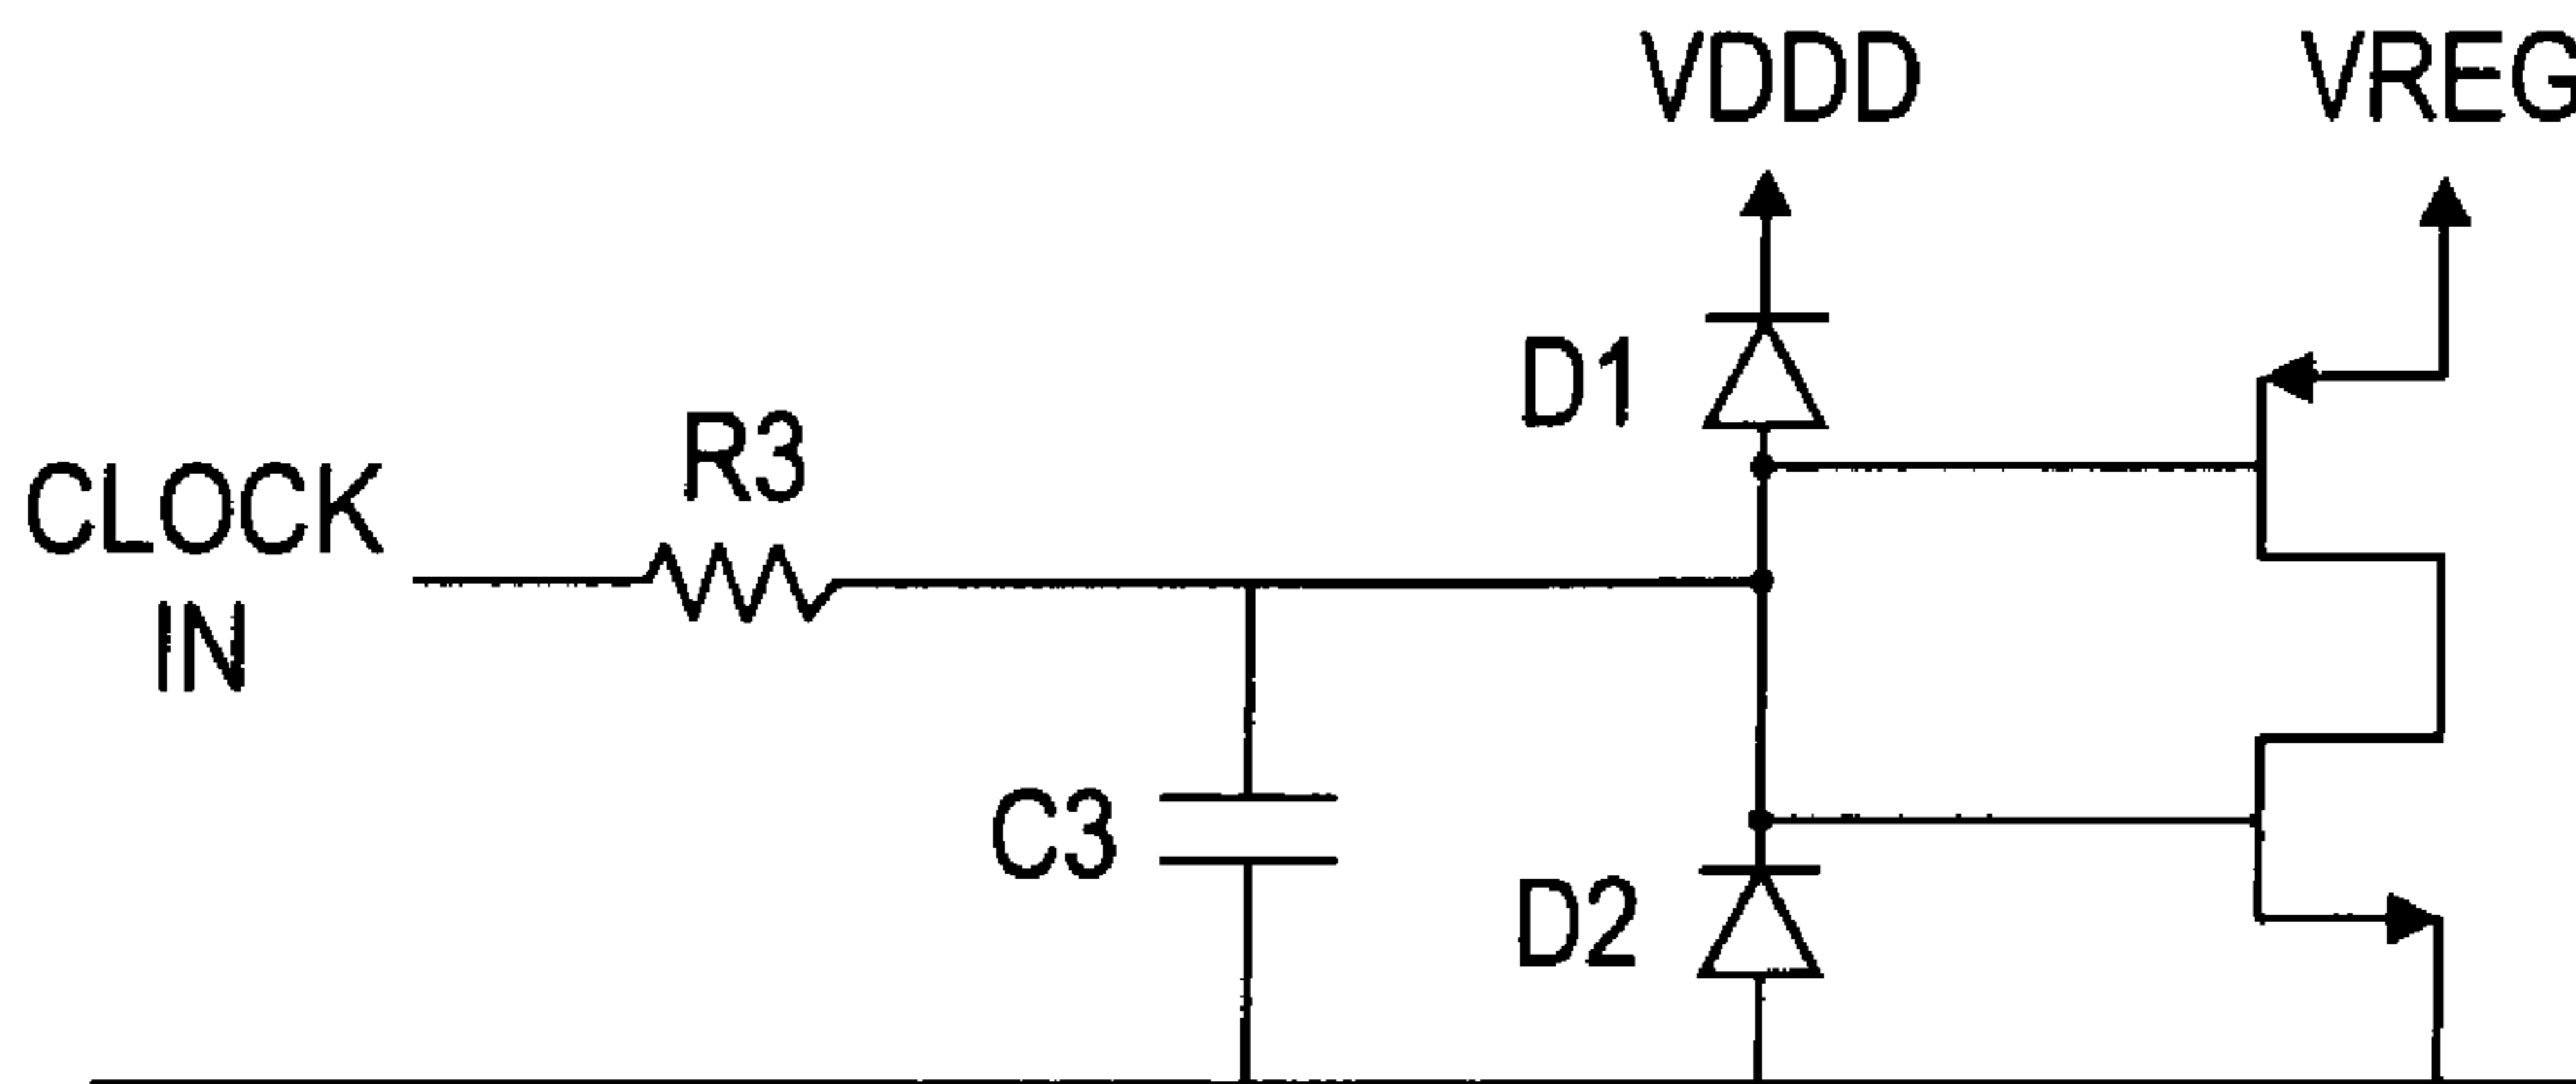 VDDD
VREG
D1
R3
CLOCK
IN
C3
D2